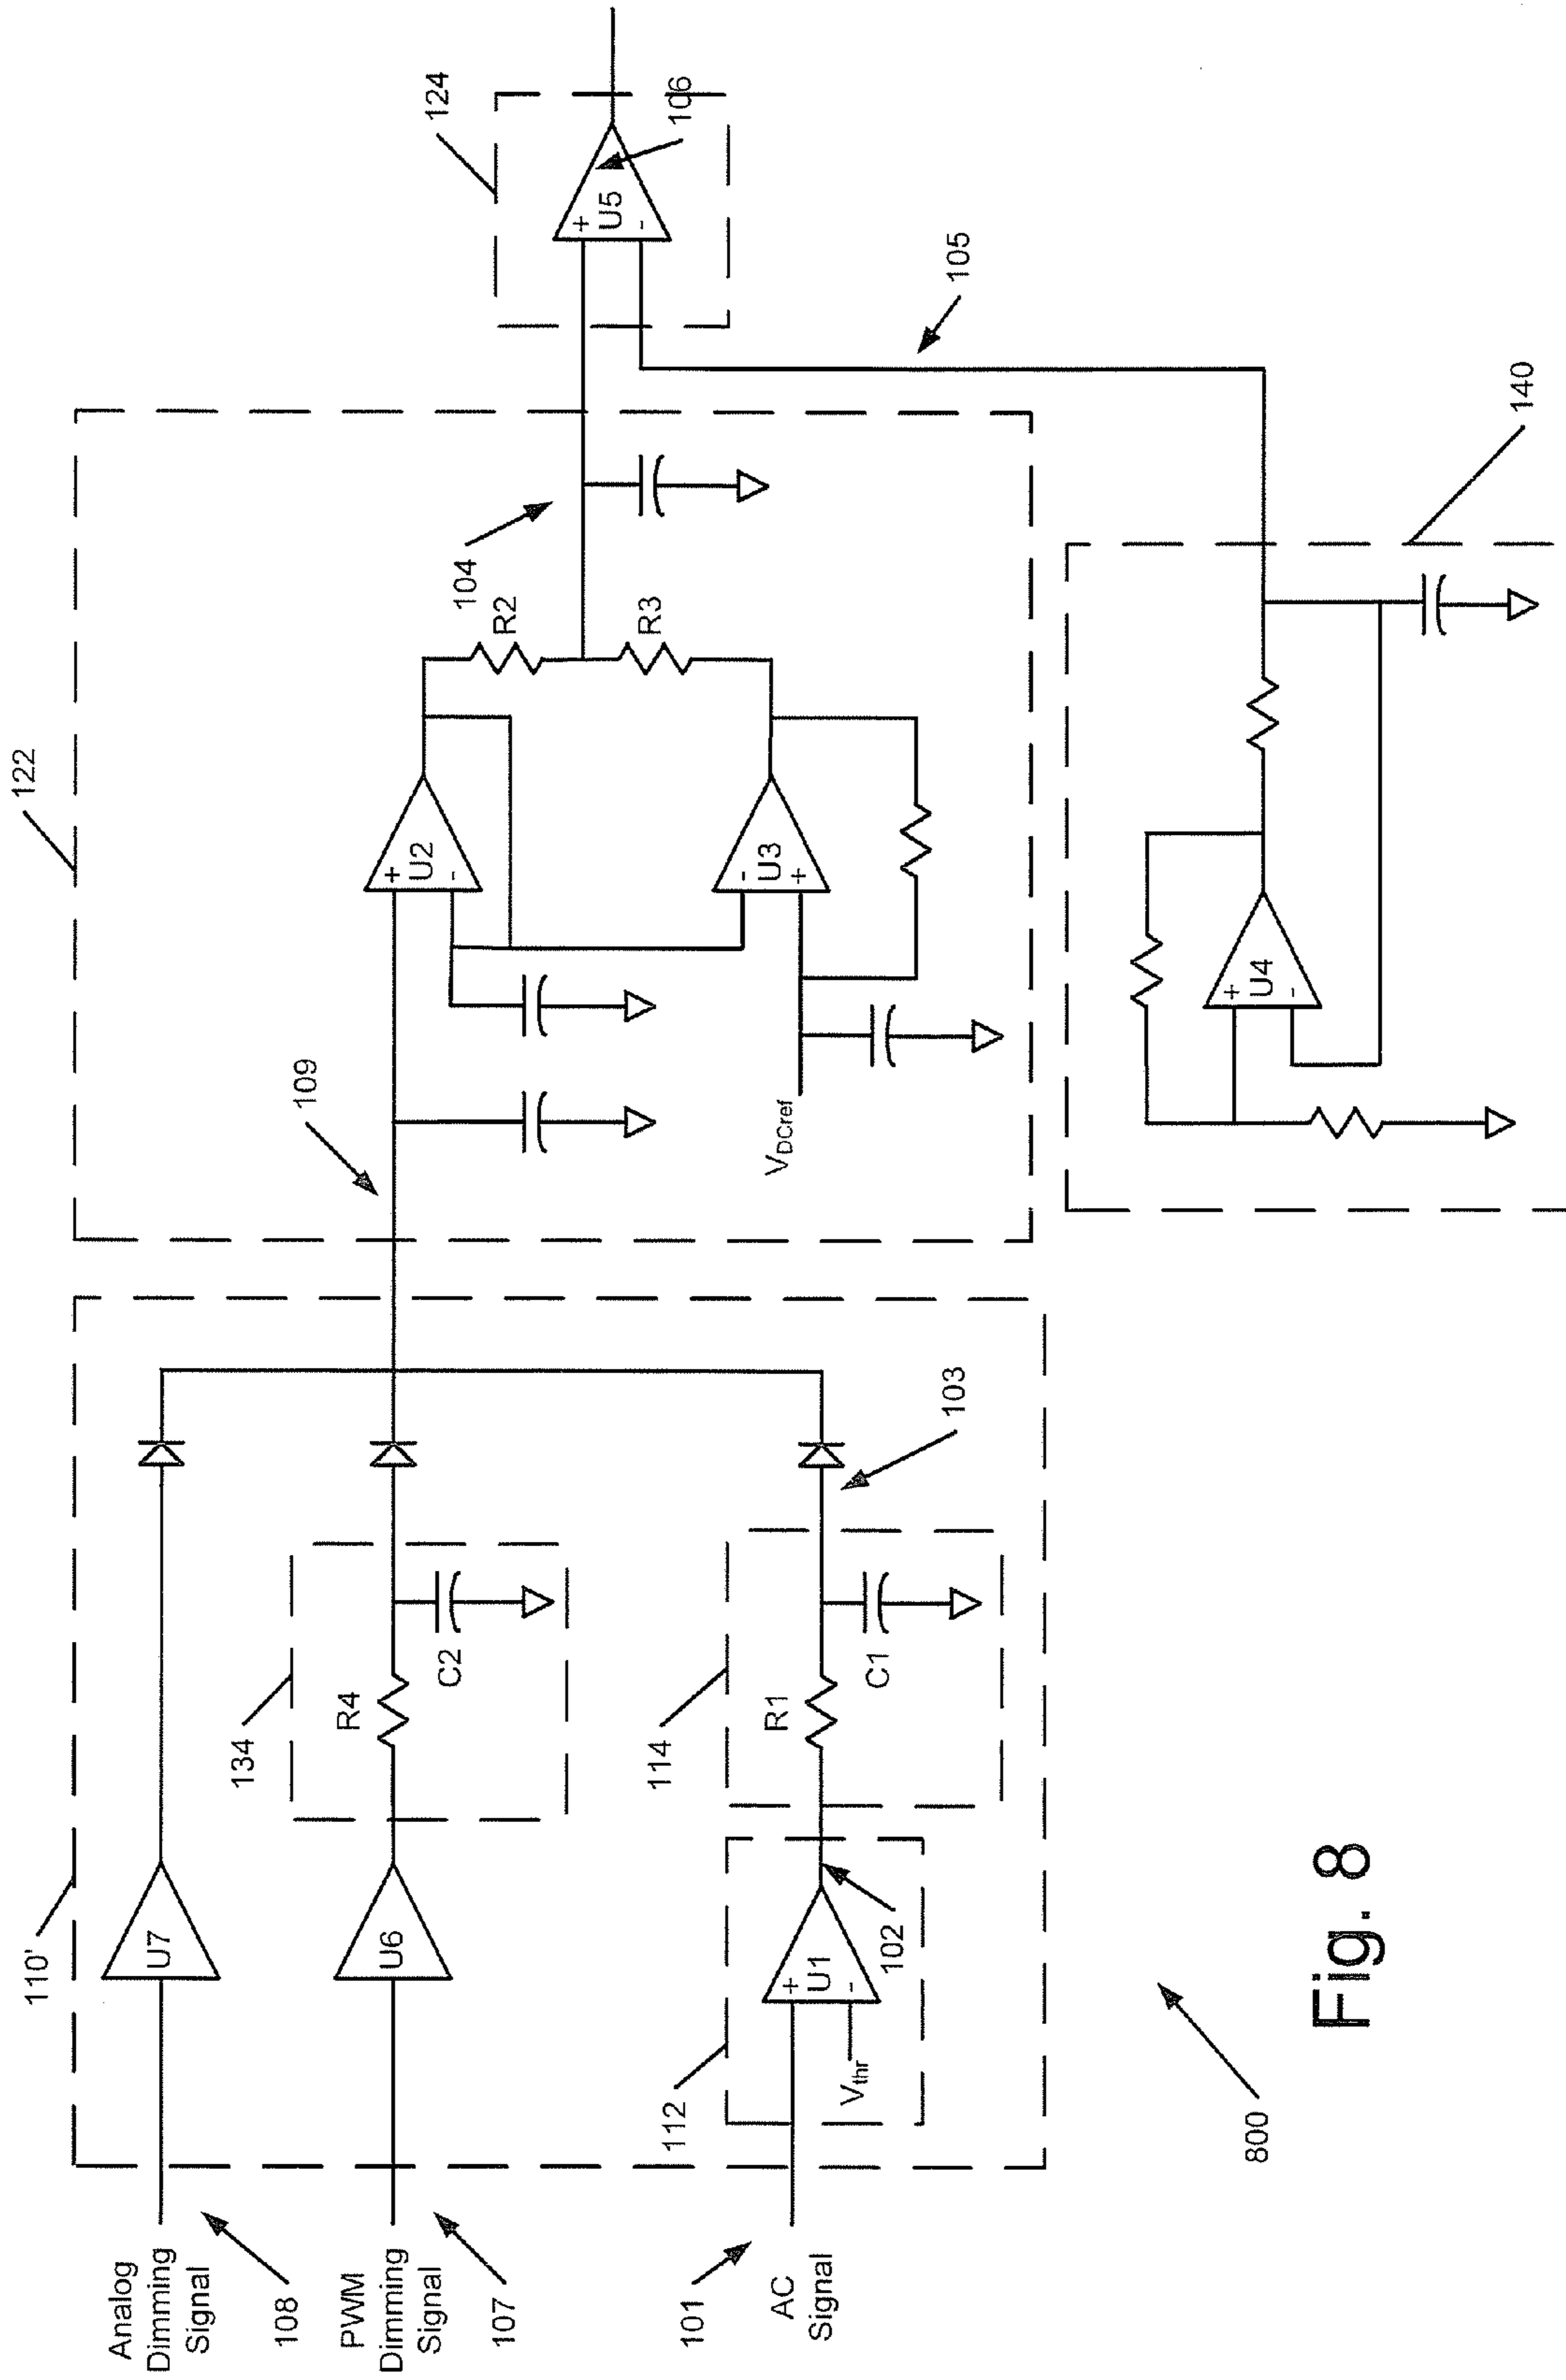 Analog
Dimming
Signal
108
PWM
Dimming
Signal
107
101
AC
Signal
110'
U7
U6
134
R4
C2
112
+
U1
-
Vthr
102
114
R1
C1
103
109
122
+
U2
-
-
U3
+
VDCref
R2
R3
104
124
+
U5
-
106
105
140
+
U4
-
800
Fig. 8